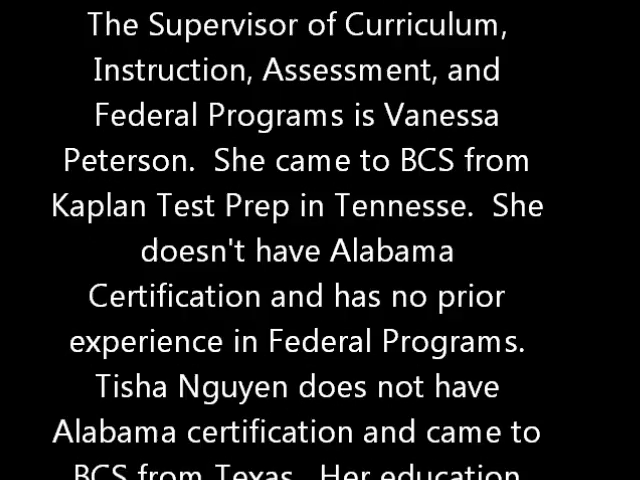 The Supervisor of Curriculum,
Instruction, Assessment, and
Federal Programs is Vanessa
Peterson.  She came to BCS from
Kaplan Test Prep in Tennesse.  She
doesn't have Alabama
Certification and has no prior
experience in Federal Programs.
Tisha Nguyen does not have
Alabama certification and came to
BCS from Texas.  Her education